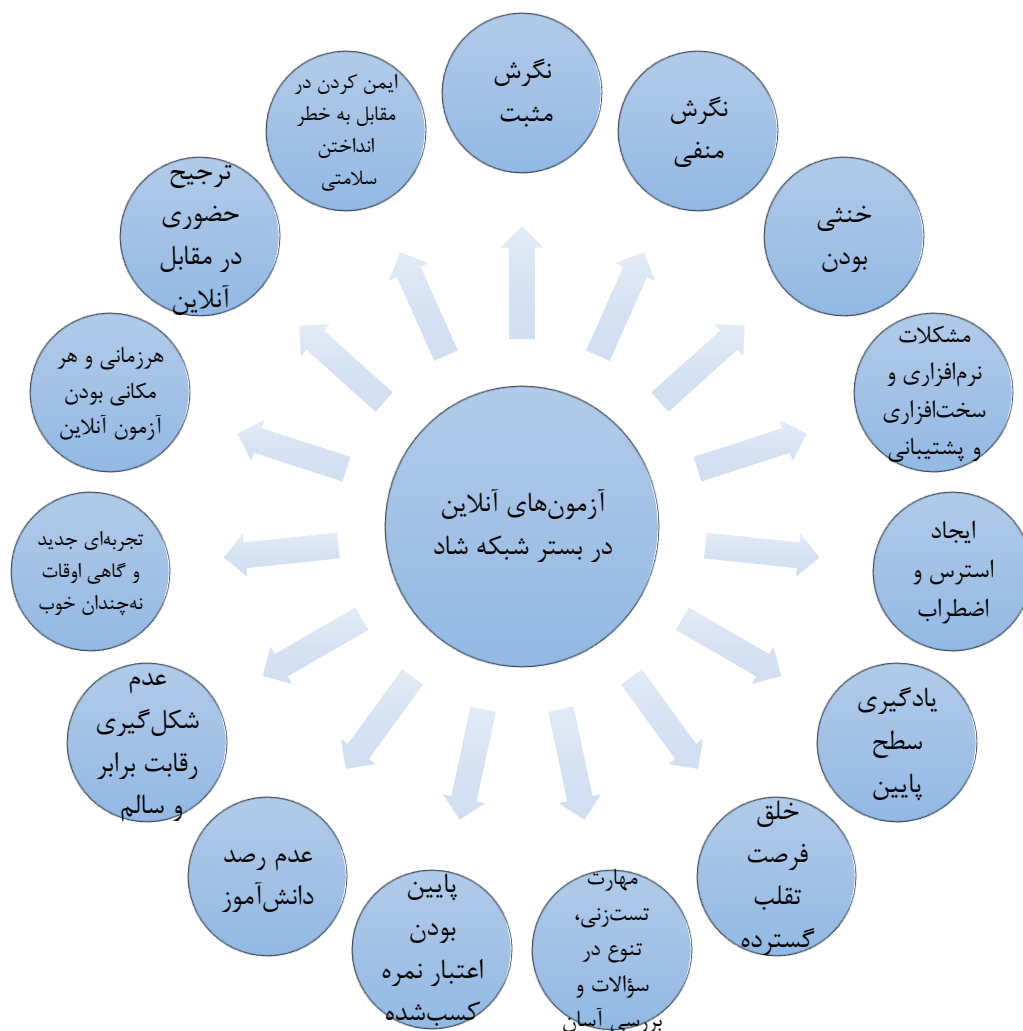 آزمون‌های آنلاین
در بستر شبکه شاد
نگرش
مثبت
نگرش
منفی
خنثی
بودن
مشکلات
نرم‌افزاری و
سخت‌افزاری
و پشتیبانی
ایجاد
استرس و
اضطراب
یادگیری
سطح
پایین
خلق
فرصت
تقلب
گسترده
مهارت
تست‌زنی،
تنوع در
سؤالات و
بررسی آسان
پایین
بودن
اعتبار نمره
کسب‌شده
عدم رصد
دانش‌آموز
عدم
شکل‌گیری
رقابت برابر
و سالم
تجربه‌ای جدید
و گاهی اوقات
نه‌چندان خوب
هرزمانی و هر
مکانی بودن
آزمون آنلاین
ترجیح
حضوری
در مقابل
آنلاین
ایمن کردن در
مقابل به خطر
انداختن
سلامتی